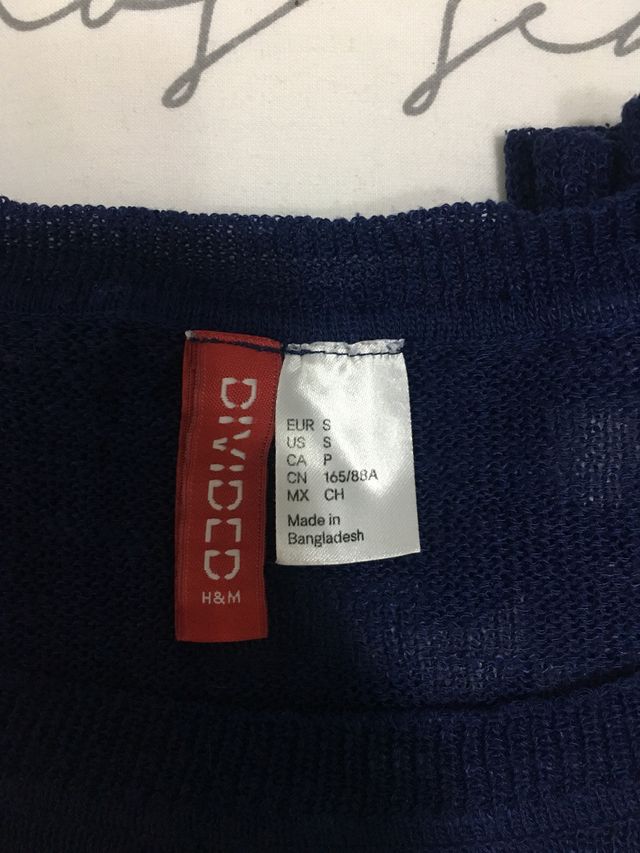 DIVIDED
H&M
EUR S
US S
CA P
CN 165/88A
MX CH
Made in
Bangladesh